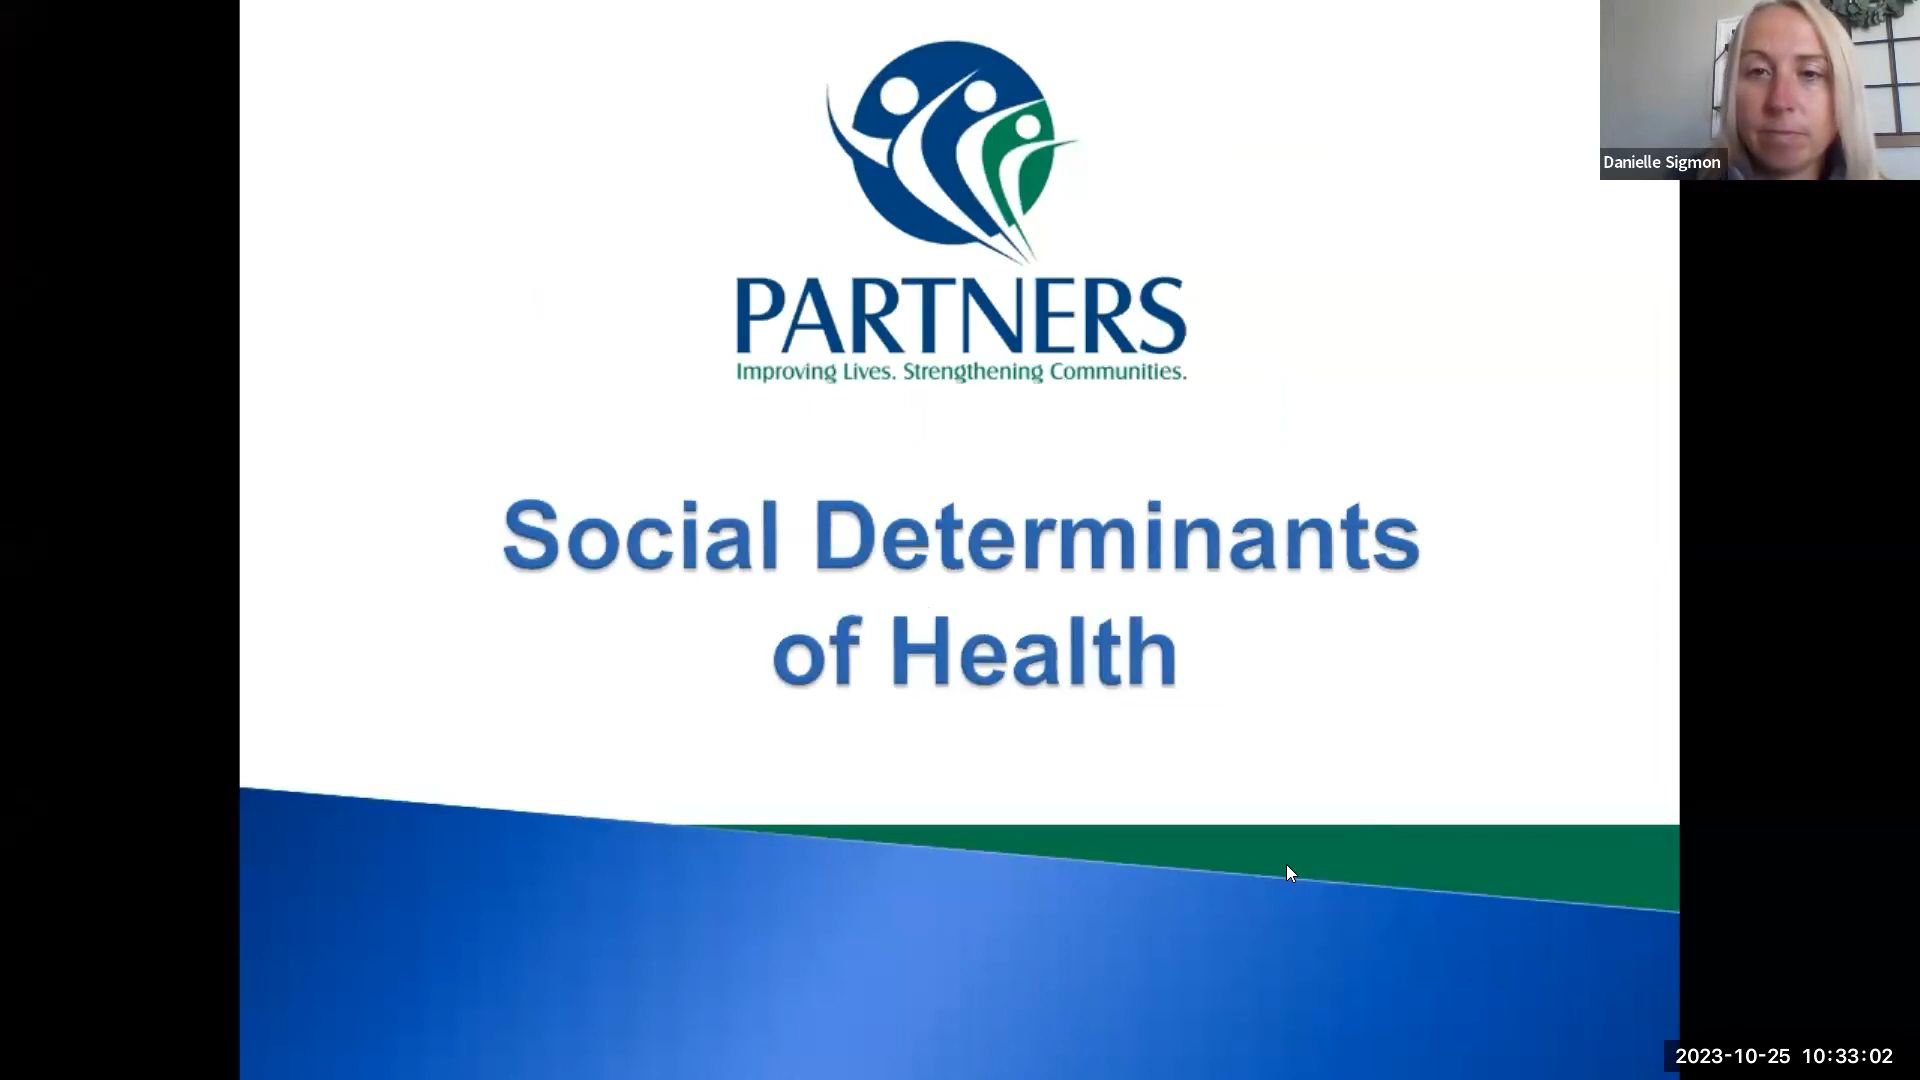 Danielle Sigmon
PARTNERS
Improving Lives. Strengthening Communities.
Social Determinants
of Health
2023-10-25 10:33:02